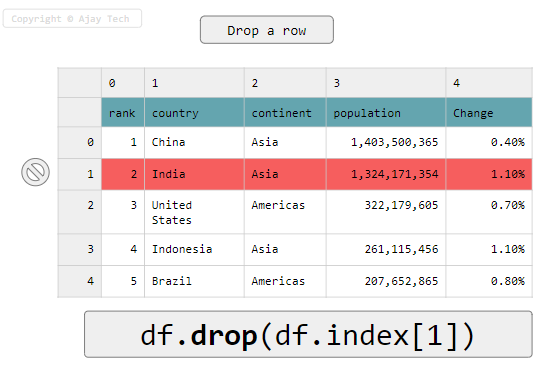 Copyright © Ajay Tech
Drop a row
0 1 2 3 4
rank country continent population Change
0 1 China Asia 1,403,500,365 0.40%
1 2 India Asia 1,324,171,354 1.10%
2 3 United States Americas 322,179,605 0.70%
3 4 Indonesia Asia 261,115,456 1.10%
4 5 Brazil Americas 207,652,865 0.80%
df.drop(df.index[1])